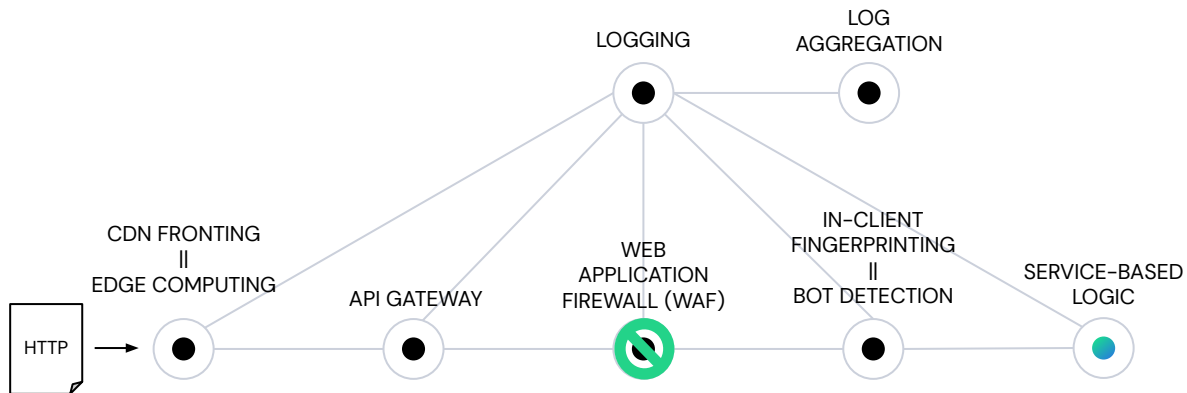 LOGGING
LOG
AGGREGATION
CDN FRONTING
||
EDGE COMPUTING
API GATEWAY
WEB
APPLICATION
FIREWALL (WAF)
IN-CLIENT
FINGERPRINTING
||
BOT DETECTION
SERVICE-BASED
LOGIC
HTTP